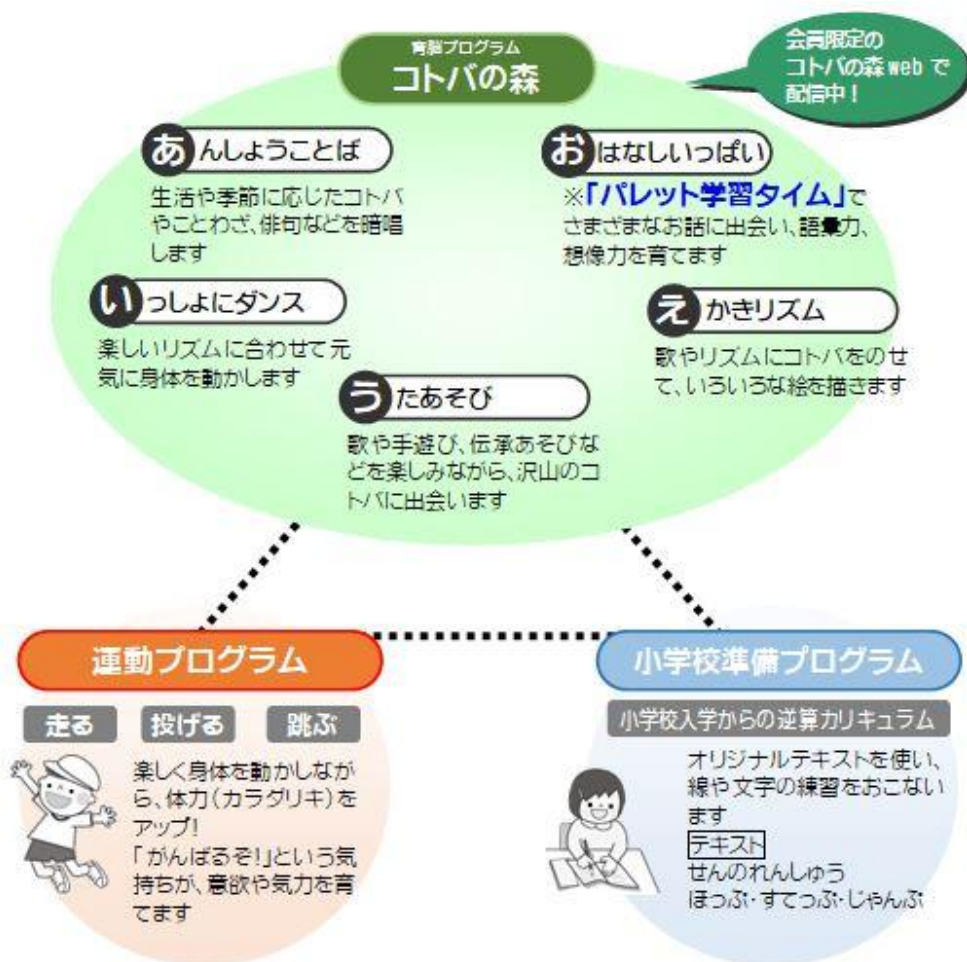 育脳プログラム
コトバの森
会員限定の
コトバの森 web で
配信中！
あんしょうことば
生活や季節に応じたコトバ
やことわざ、俳句などを暗唱
します
おはなしいっぱい
※「パレット学習タイム」で
さまざまなお話に出会い、語彙力、
想像力を育てます
いっしょにダンス
楽しいリズムに合わせて元
気に身体を動かします
えかきリズム
歌やリズムにコトバをのせ
て、いろいろな絵を描きます
うたあそび
歌や手遊び、伝承あそびな
どを楽しみながら、沢山のコ
トバに出会います
運動プログラム
走る 投げる 跳ぶ
楽しく身体を動かしなが
ら、体力（カラダリキ）を
アップ！
「がんばるぞ！」という気
持ちが、意欲や気力を育
てます
小学校準備プログラム
小学校入学からの逆算カリキュラム
オリジナルテキストを使い、
線や文字の練習をおこない
ます
テキスト
せんのれんしゅう
ほっぷ・すてっぷ・じゃんぷ